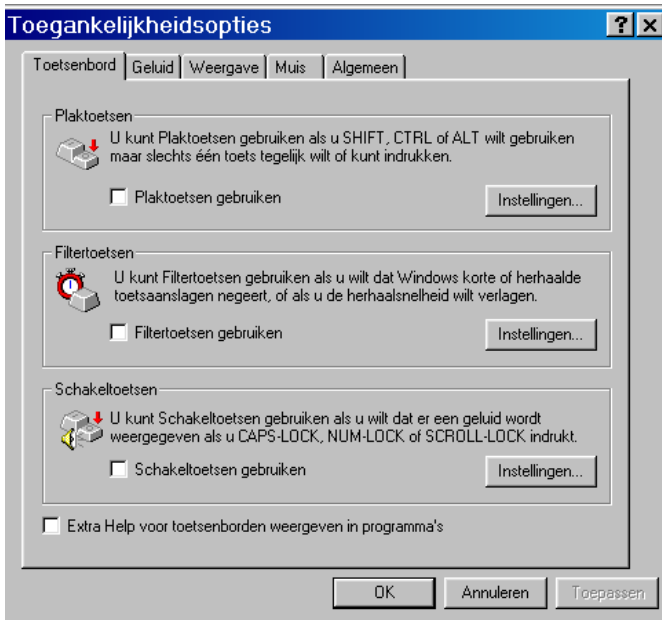 Toegankelijkheidsopties
Toetsenbord Geluid Weergave Muis Algemeen
Plaktoetsen
U kunt Plaktoetsen gebruiken als u SHIFT, CTRL of ALT wilt gebruiken
maar slechts één toets tegelijk wilt of kunt indrukken.
Plaktoetsen gebruiken
Instellingen...
Filtertoetsen
U kunt Filtertoetsen gebruiken als u wilt dat Windows korte of herhaalde
toetsaanslagen negeert, of als u de herhaalsnelheid wilt verlagen.
Filtertoetsen gebruiken
Instellingen...
Schakeltoetsen
U kunt Schakeltoetsen gebruiken als u wilt dat er een geluid wordt
weergegeven als u CAPS-LOCK, NUM-LOCK of SCROLL-LOCK indrukt.
Schakeltoetsen gebruiken
Instellingen...
Extra Help voor toetsenborden weergeven in programma's
OK Annuleren Toepassen